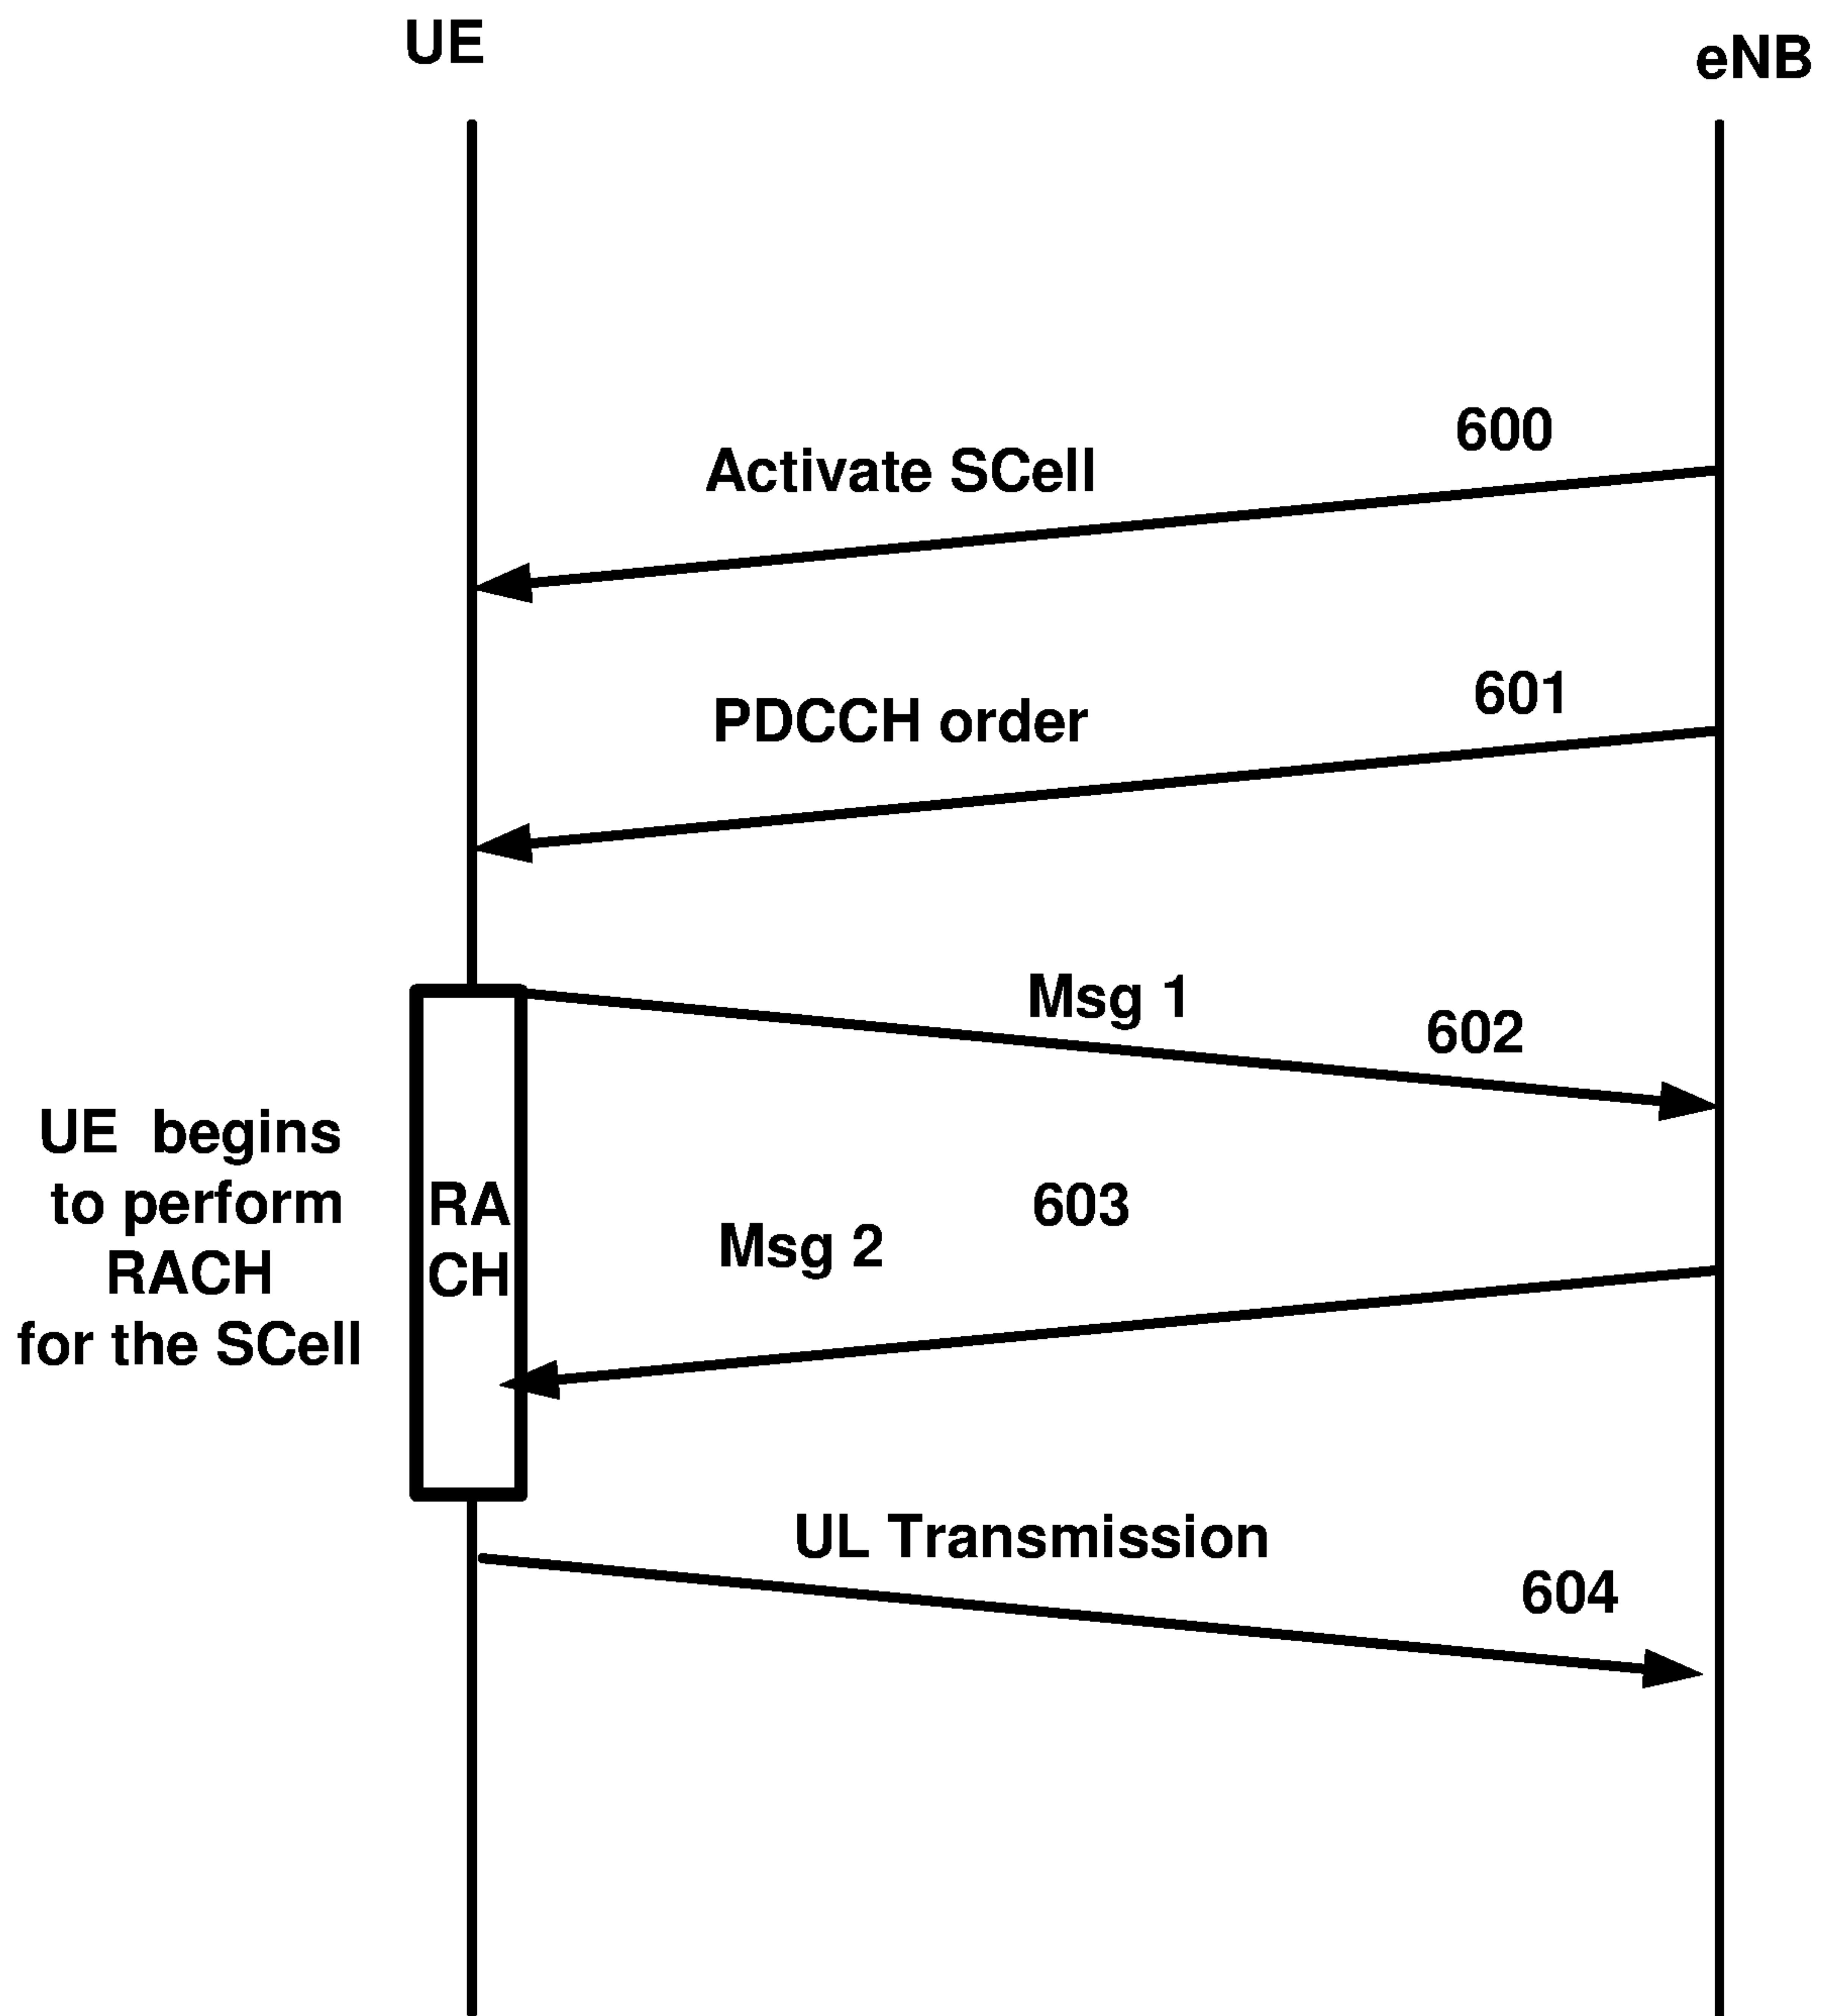 UE
eNB
600
Activate SCell
601
PDCCH order
Msg 1
602
UE begins
to perform
RACH
for the SCell
RA
CH
603
Msg 2
UL Transmission
604